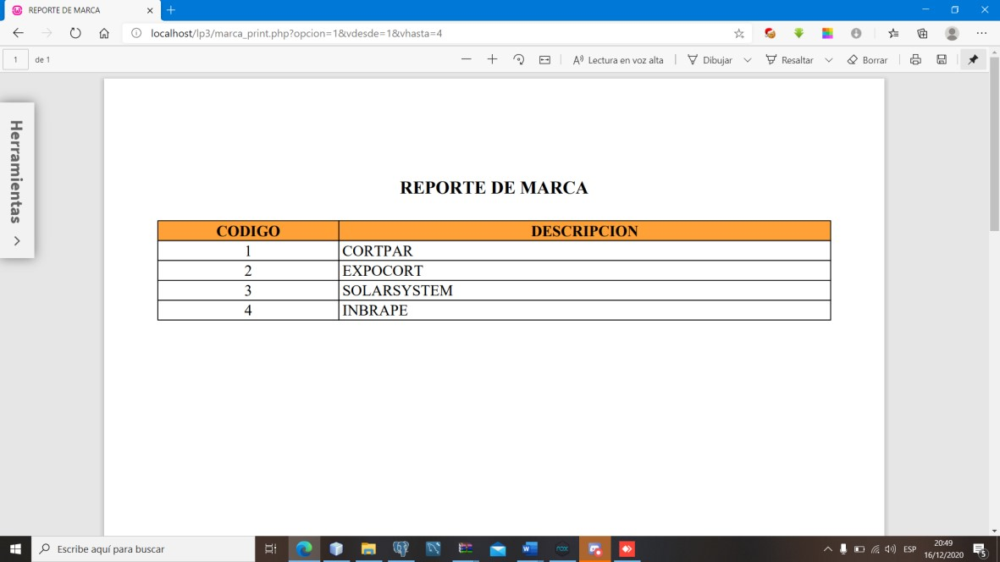 REPORTE DE MARCA
localhost/lp3/marca_print.php?opcion=1&vdesde=1&vhasta=4
1 de 1 Lectura en voz alta Dibujar Resaltar Borrar
Herramientas
REPORTE DE MARCA
CODIGO DESCRIPCION
1 CORTPAR
2 EXPOCORT
3 SOLARSYSTEM
4 INBRAPE
Escribe aquí para buscar
ESP
20:49
16/12/2020
5